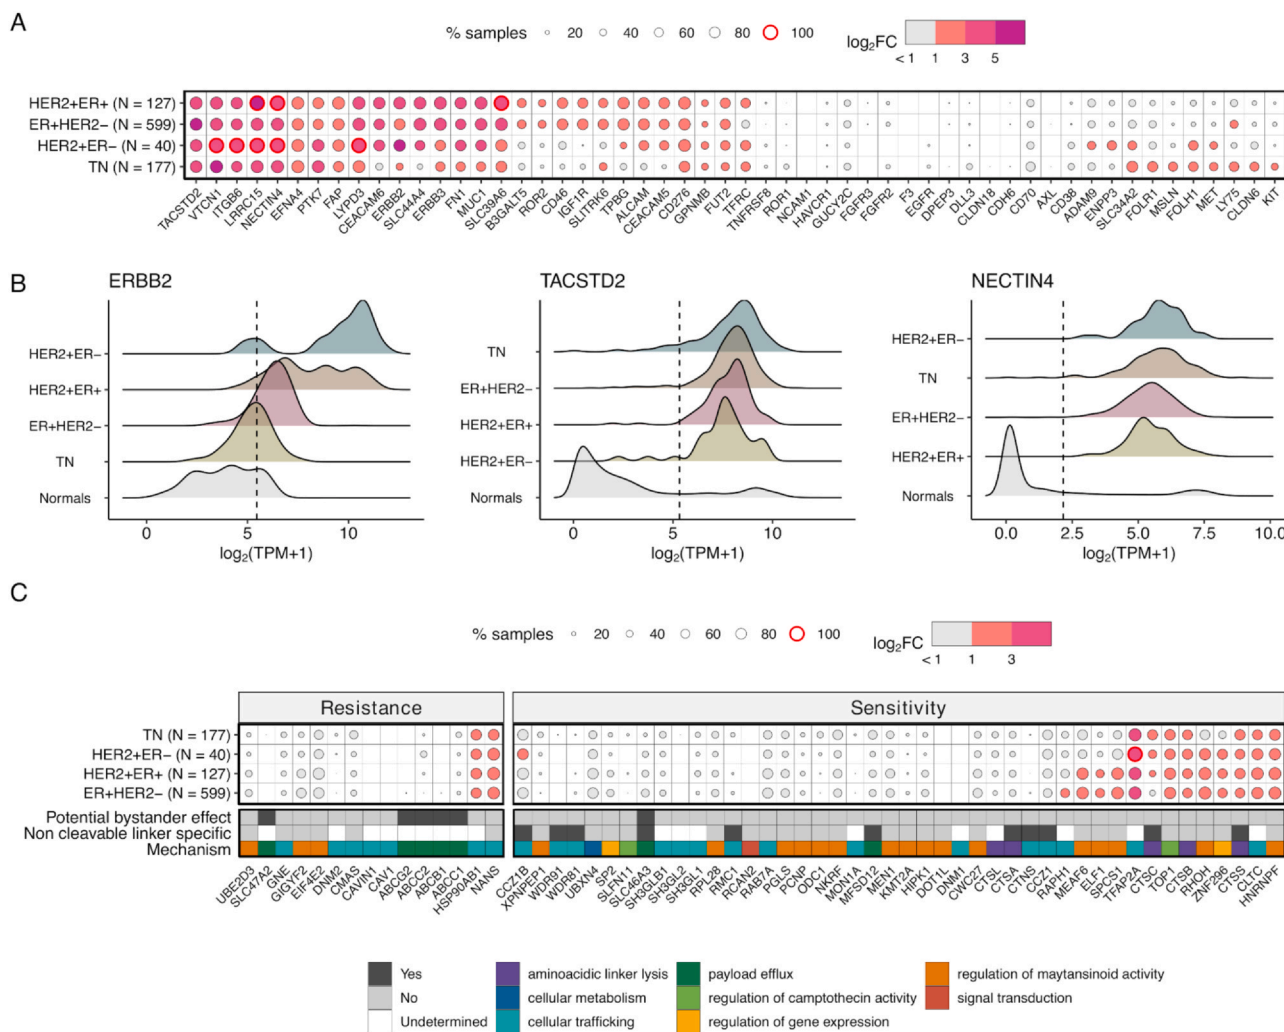 A
% samples 20 40 60 80 100
log2FC
< 1 1 3 5
HER2+ER+ (N = 127)
ER+HER2− (N = 599)
HER2+ER− (N = 40)
TN (N = 177)
TACSTD2 VTCN1 ITGB6 LRRC15 NECTIN4 EFNA4 PTK7 FAP LYPD3 CEACAM6 ERBB2 SLC44A4 ERBB3 FN1 MUC1 SLC39A6 B3GALT5 ROR2 CD46 IGF1R SLITRK6 TPBG ALCAM CEACAM5 CD276 GPNMB FUT2 TFRC TNFRSF8 ROR1 NCAM1 HAVCR1 GUCY2C FGFR3 FGFR2 F3 EGFR DPEP3 DLL3 CLDN18 CDH6 CD70 AXL CD38 ADAM9 ENPP3 SLC34A2 FOLR1 MSLN FOLH1 MET LY75 CLDN6 KIT
B
ERBB2
HER2+ER−
HER2+ER+
ER+HER2−
TN
Normals
0 5 10
log2(TPM+1)
TACSTD2
TN
ER+HER2−
HER2+ER+
HER2+ER−
Normals
0 5 10
log2(TPM+1)
NECTIN4
HER2+ER−
TN
ER+HER2−
HER2+ER+
Normals
0.0 2.5 5.0 7.5 10.0
log2(TPM+1)
C
% samples 20 40 60 80 100
log2FC
< 1 1 3
Resistance Sensitivity
TN (N = 177)
HER2+ER− (N = 40)
HER2+ER+ (N = 127)
ER+HER2− (N = 599)
Potential bystander effect
Non cleavable linker specific
Mechanism
UBE2D3 SLC47A2 GNE GIGYF2 EIF4E2 DNM2 CMAS CAVIN1 CAV1 ABCG2 ABCC2 ABCB1 ABCC1 HSP90AB1 NANS CCZ1B XPNPEP1 WDR91 WDR81 UBXN4 SP2 SLFN11 SLC46A3 SH3GLB1 SH3GL2 SH3GL1 RPL28 RMC1 RCAN2 RAB7A PGLS PCNP ODC1 NKRF MON1A MFSD12 MEN1 KMT2A HIPK1 DOT1L DNM1 CWC27 CTSL CTSA CTNS CCZ1 RAPH1 MEAF6 ELF1 SPCS1 TFAP2A CTSC TOP1 CTSB RHOH ZNF296 CTSS CLTC HNRNPF
Yes
No
Undetermined
aminoacidic linker lysis
cellular metabolism
cellular trafficking
payload efflux
regulation of camptothecin activity
regulation of gene expression
regulation of maytansinoid activity
signal transduction